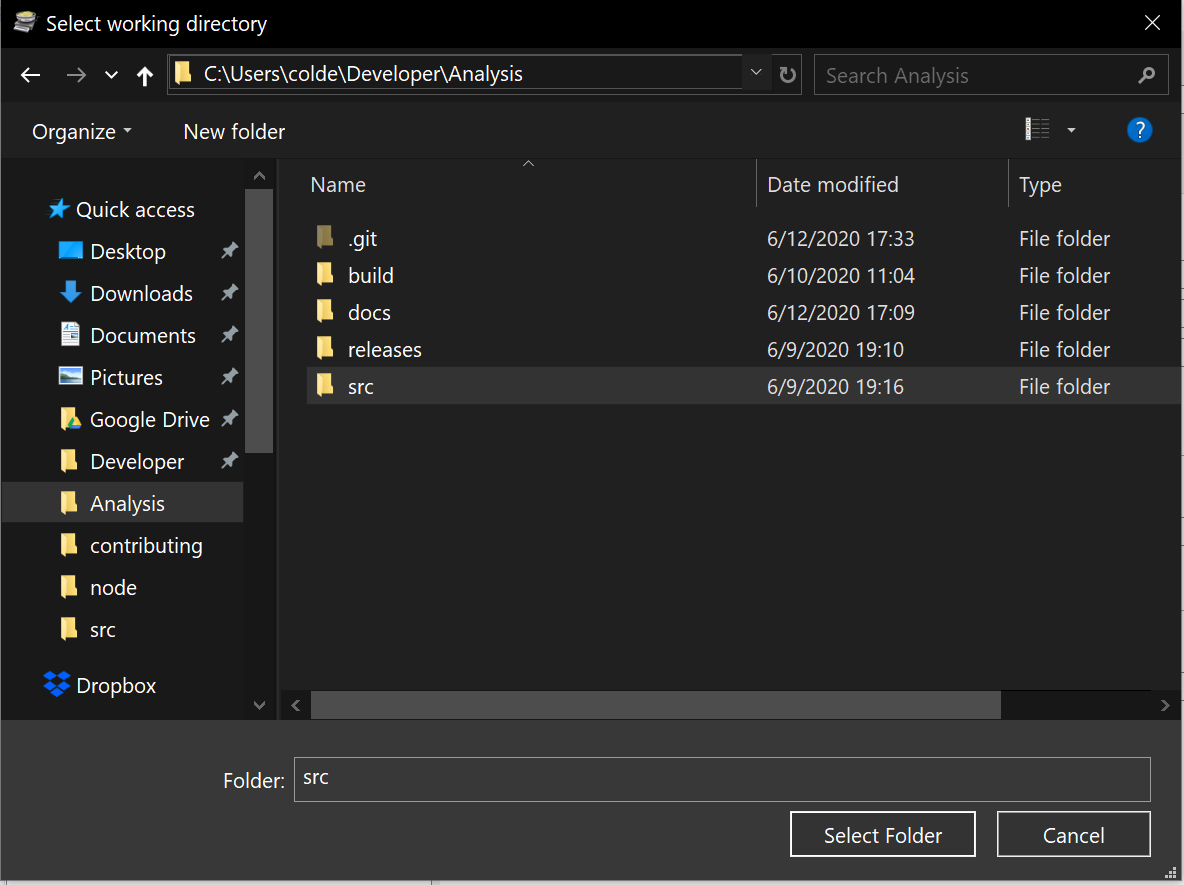 Select working directory
C:\Users\colde\Developer\Analysis
Search Analysis
Organize
New folder
?
Name Date modified Type
Quick access
Desktop
Downloads
Documents
Pictures
Google Drive
Developer
Analysis
contributing
node
src
Dropbox
.git 6/12/2020 17:33 File folder
build 6/10/2020 11:04 File folder
docs 6/12/2020 17:09 File folder
releases 6/9/2020 19:10 File folder
src 6/9/2020 19:16 File folder
Folder: src
Select Folder Cancel